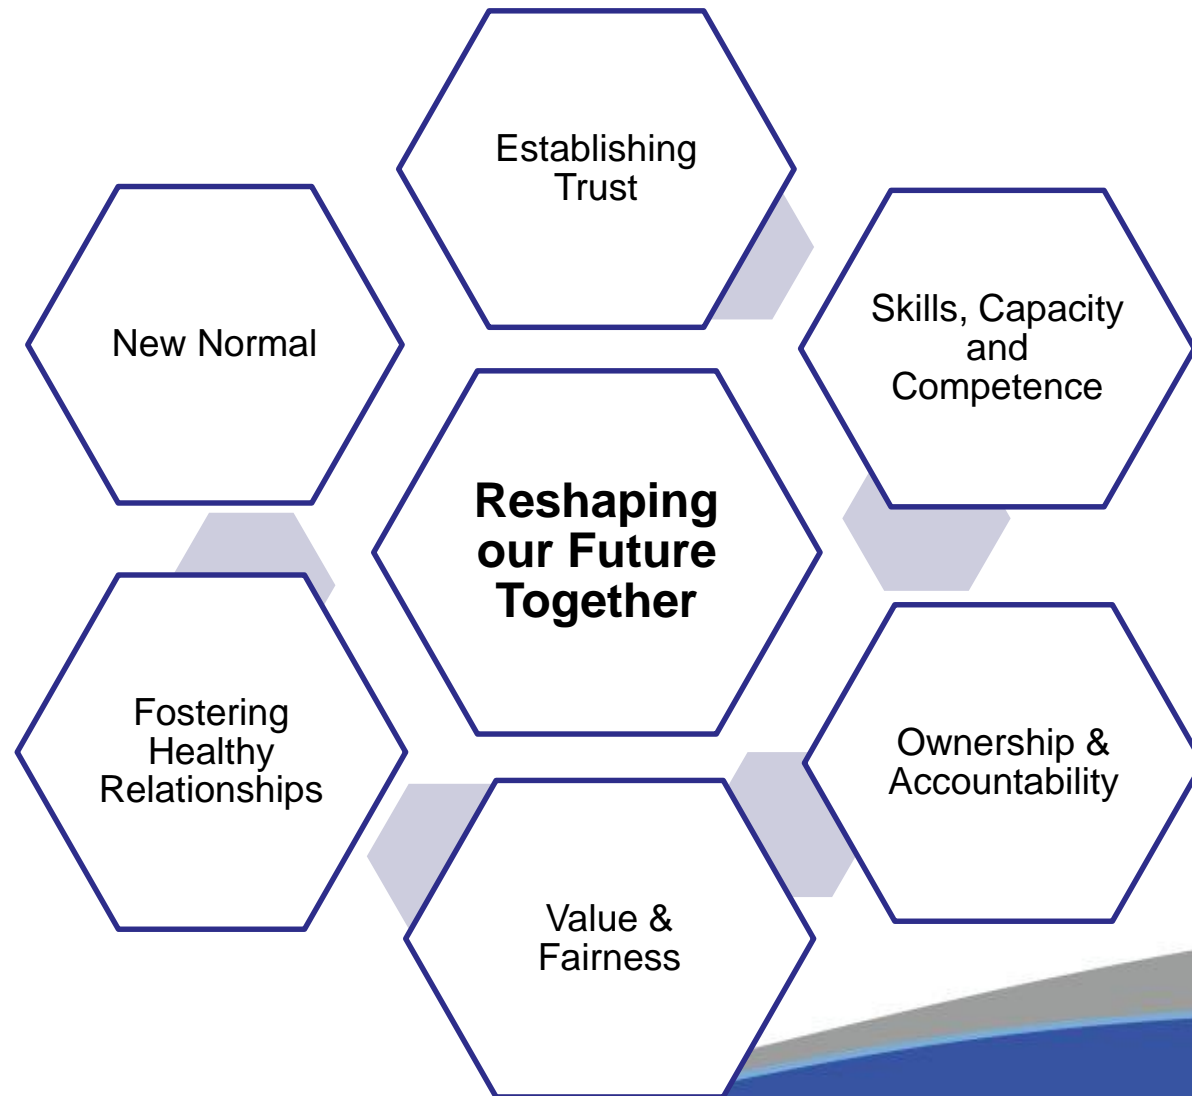 Establishing
Trust
Skills, Capacity
and
Competence
New Normal
Reshaping
our Future
Together
Ownership &
Accountability
Fostering
Healthy
Relationships
Value &
Fairness